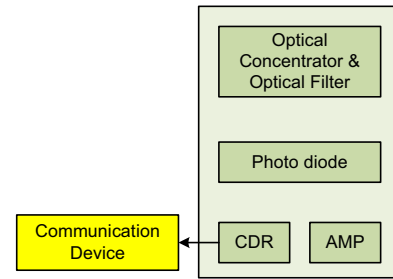 Optical
Concentrator &
Optical Filter
Photo diode
Communication
Device
CDR
AMP